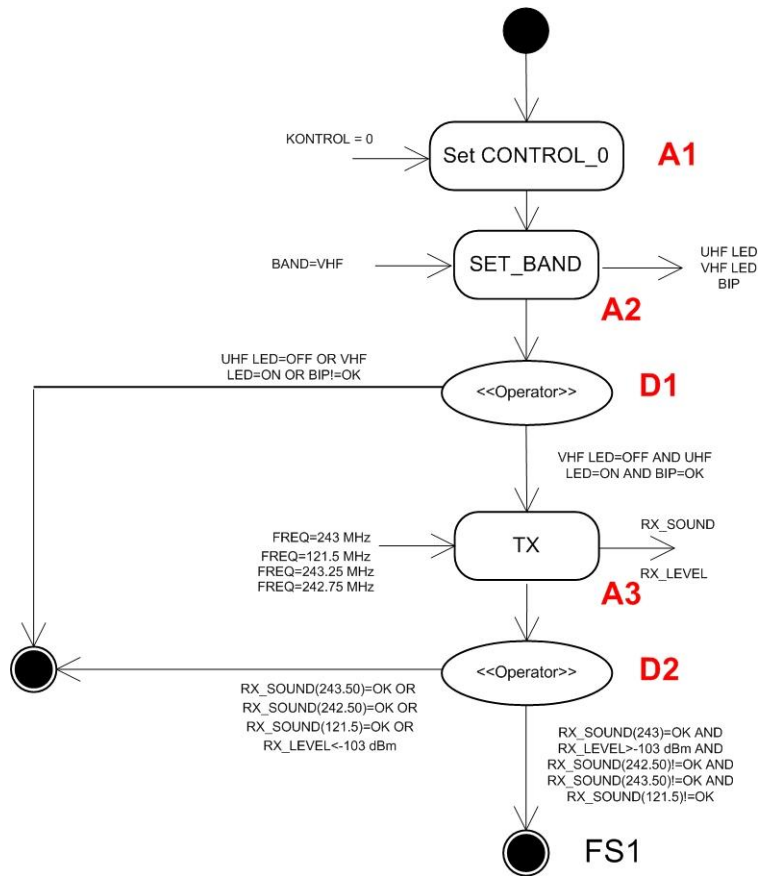 KONTROL = 0
Set CONTROL_0
A1
BAND=VHF
SET_BAND
UHF LED
VHF LED
BIP
A2
UHF LED=OFF OR VHF
LED=ON OR BIP!=OK
<<Operator>>
D1
VHF LED=OFF AND UHF
LED=ON AND BIP=OK
FREQ=243 MHz
FREQ=121.5 MHz
FREQ=243.25 MHz
FREQ=242.75 MHz
TX
RX_SOUND
RX_LEVEL
A3
<<Operator>>
D2
RX_SOUND(243.50)=OK OR
RX_SOUND(242.50)=OK OR
RX_SOUND(121.5)=OK OR
RX_LEVEL<-103 dBm
RX_SOUND(243)=OK AND
RX_LEVEL>-103 dBm AND
RX_SOUND(242.50)!=OK AND
RX_SOUND(243.50)!=OK AND
RX_SOUND(121.5)!=OK
FS1